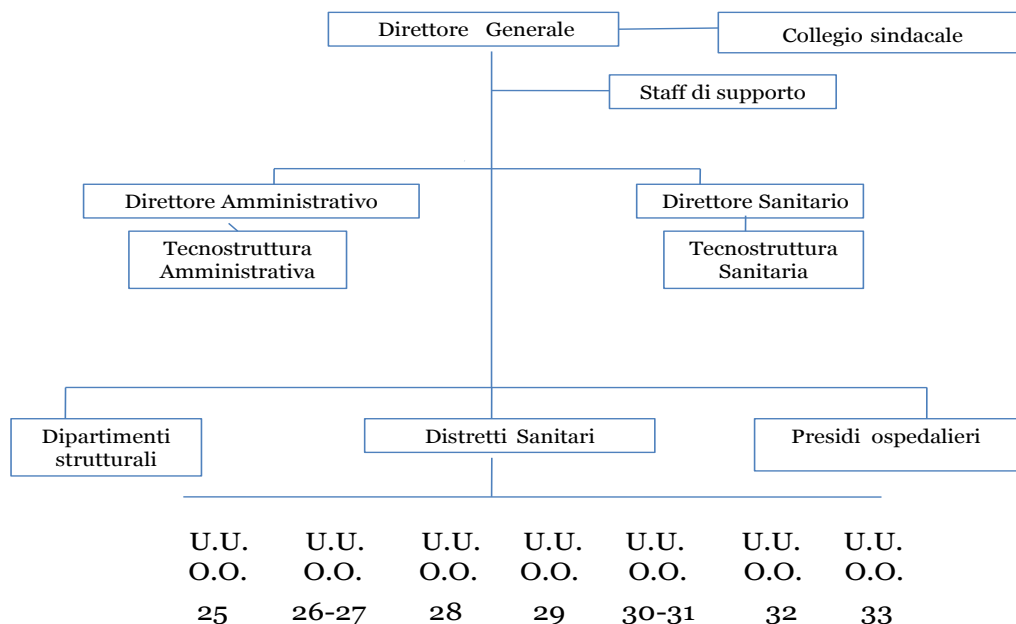 Direttore Generale
Collegio sindacale
Staff di supporto
Direttore Amministrativo
Direttore Sanitario
Tecnostruttura
Amministrativa
Tecnostruttura
Sanitaria
Dipartimenti
strutturali
Distretti Sanitari
Presidi ospedalieri
U.U. U.U. U.U. U.U. U.U. U.U. U.U.
O.O. O.O. O.O. O.O. O.O. O.O. O.O.
25 26-27 28 29 30-31 32 33